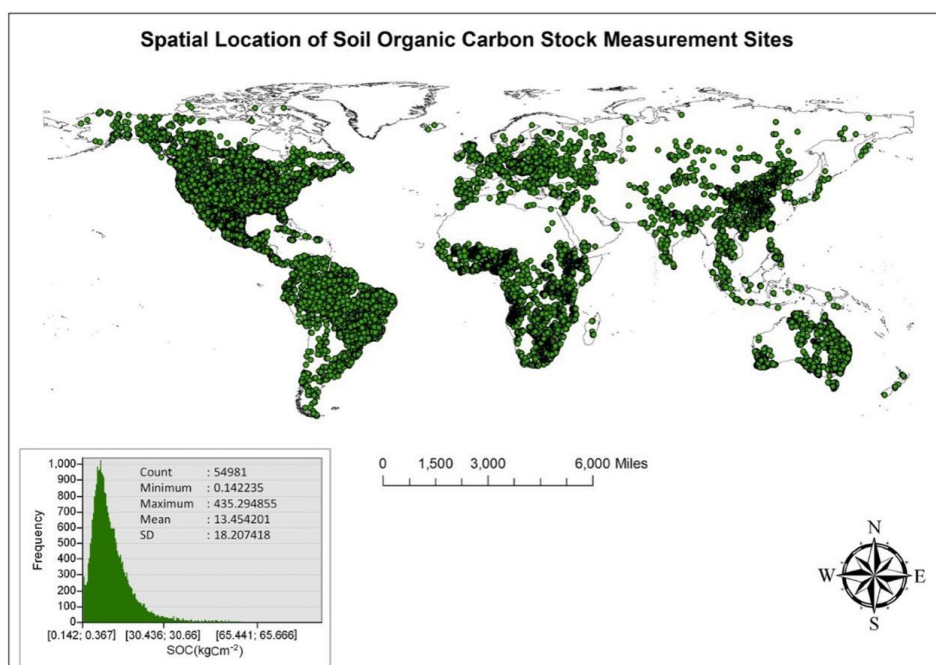 Spatial Location of Soil Organic Carbon Stock Measurement Sites
1,000
900
800
700
600
500
400
300
200
100
0
Frequency
Count : 54981
Minimum : 0.142235
Maximum : 435.294855
Mean : 13.454201
SD : 18.207418
[0.142; 0.367] [30.436; 30.66] [65.441; 65.666]
SOC(kgCm⁻²)
0 1,500 3,000 6,000 Miles
N
W E
S